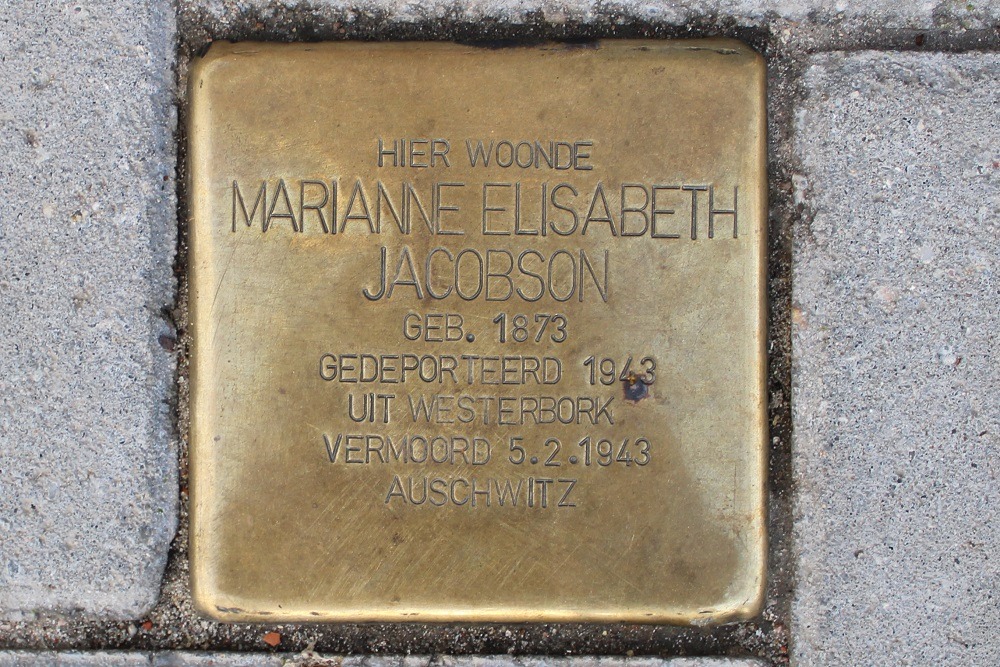 HIER WOONDE
MARIANNE ELISABETH
JACOBSON
GEB. 1873
GEDEPORTEERD 1943
UIT WESTERBORK
VERMOORD 5.2.1943
AUSCHWITZ